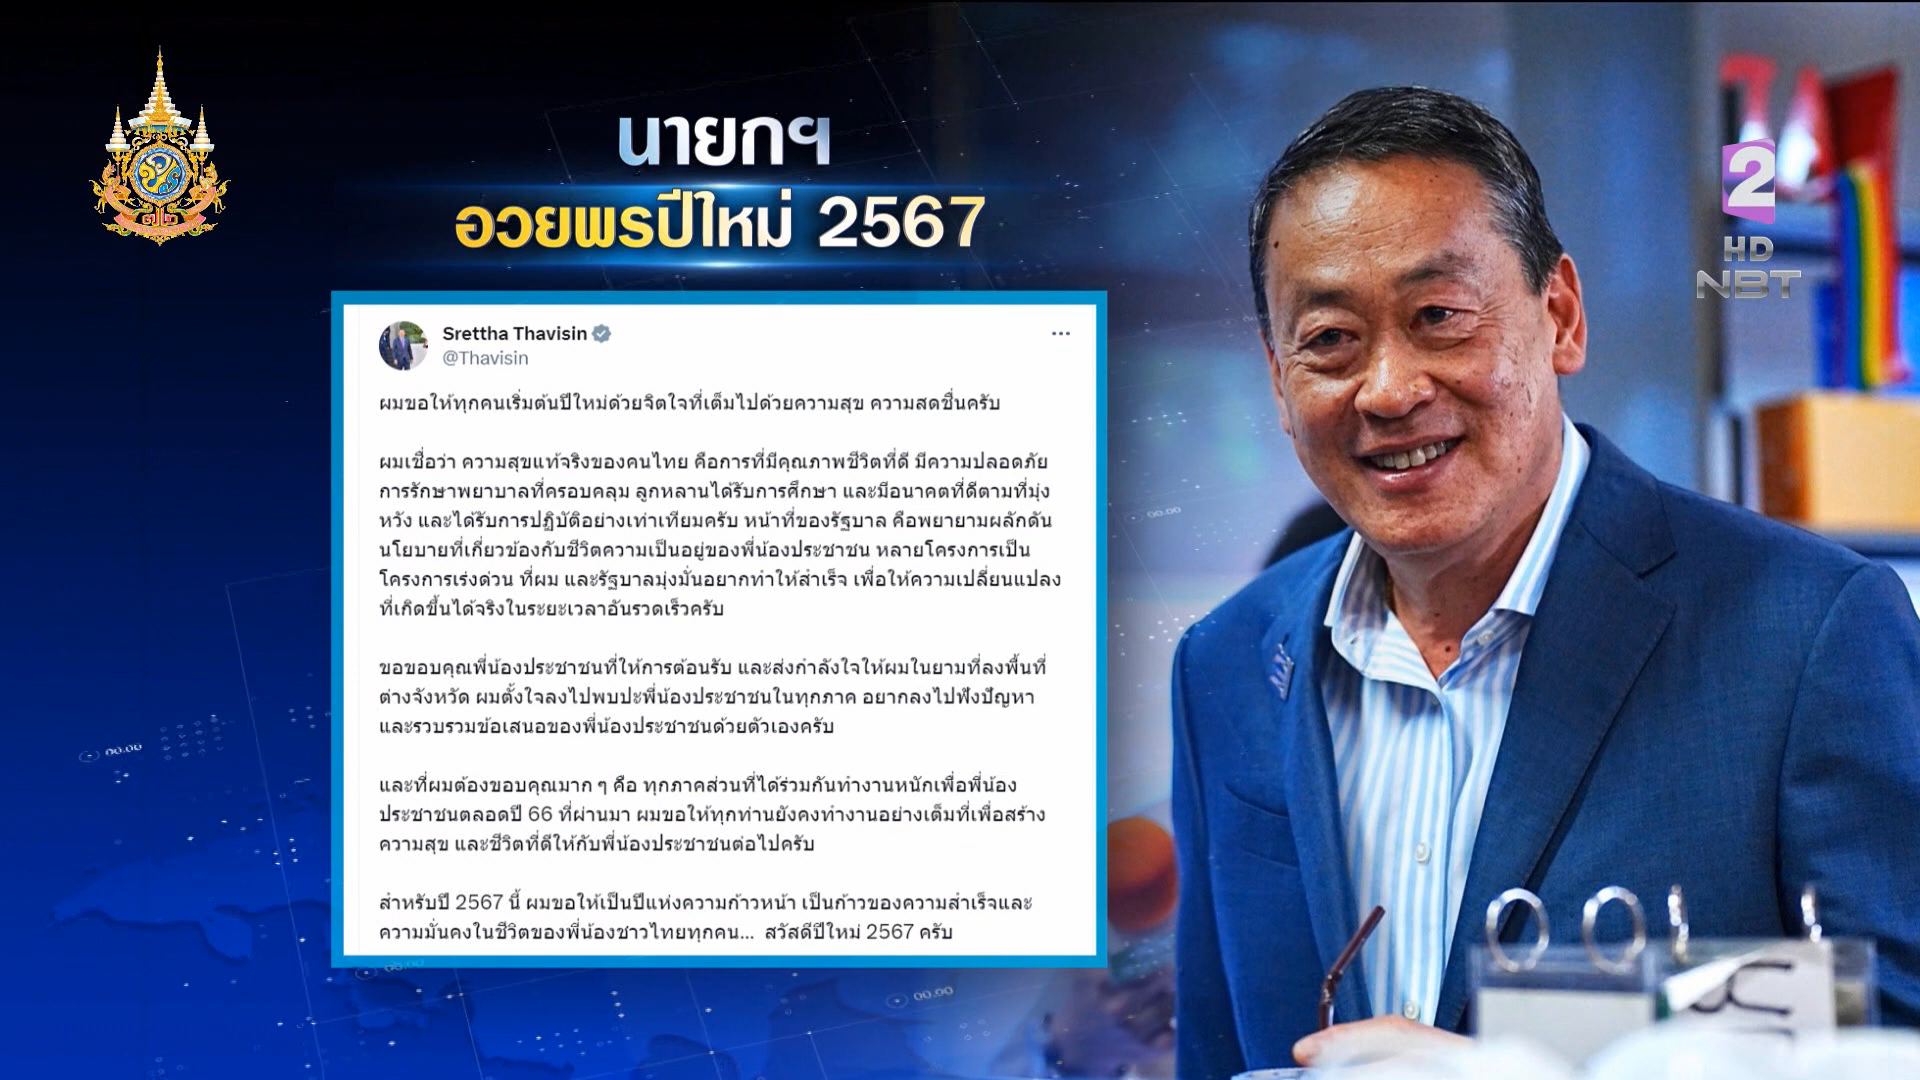 นายกฯ
อวยพรปีใหม่ 2567
2
HD
NBT
Srettha Thavisin
@Thavisin
ผมขอให้ทุกคนเริ่มต้นปีใหม่ด้วยจิตใจที่เต็มไปด้วยความสุข ความสดชื่นครับ
ผมเชื่อว่า ความสุขแท้จริงของคนไทย คือการที่มีคุณภาพชีวิตที่ดี มีความปลอดภัย
การรักษาพยาบาลที่ครอบคลุม ลูกหลานได้รับการศึกษา และมีอนาคตที่ดีตามที่มุ่ง
หวัง และได้รับการปฏิบัติอย่างเท่าเทียมครับ หน้าที่ของรัฐบาล คือพยายามผลักดัน
นโยบายที่เกี่ยวข้องกับชีวิตความเป็นอยู่ของพี่น้องประชาชน หลายโครงการเป็น
โครงการเร่งด่วน ที่ผม และรัฐบาลมุ่งมั่นอยากทำให้สำเร็จ เพื่อให้ความเปลี่ยนแปลง
ที่เกิดขึ้นได้จริงในระยะเวลาอันรวดเร็วครับ
ขอขอบคุณพี่น้องประชาชนที่ให้การต้อนรับ และส่งกำลังใจให้ผมในยามที่ลงพื้นที่
ต่างจังหวัด ผมตั้งใจลงไปพบปะพี่น้องประชาชนในทุกภาค อยากลงไปฟังปัญหา
และรวบรวมข้อเสนอของพี่น้องประชาชนด้วยตัวเองครับ
และที่ผมต้องขอบคุณมาก ๆ คือ ทุกภาคส่วนที่ได้ร่วมกันทำงานหนักเพื่อพี่น้อง
ประชาชนตลอดปี 66 ที่ผ่านมา ผมขอให้ทุกท่านยังคงทำงานอย่างเต็มที่เพื่อสร้าง
ความสุข และชีวิตที่ดีให้กับพี่น้องประชาชนต่อไปครับ
สำหรับปี 2567 นี้ ผมขอให้เป็นปีแห่งความก้าวหน้า เป็นก้าวของความสำเร็จและ
ความมั่นคงในชีวิตของพี่น้องชาวไทยทุกคน... สวัสดีปีใหม่ 2567 ครับ